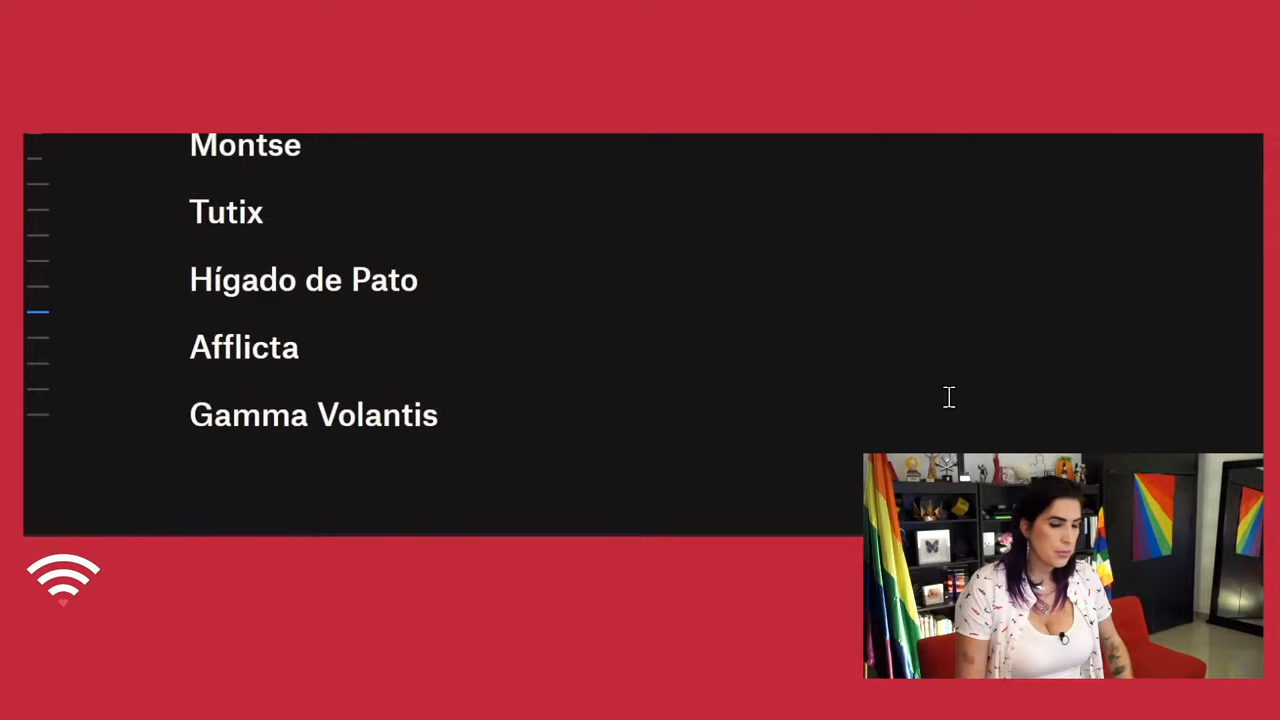 Montse
Tutix
Hígado de Pato
Afflicta
Gamma Volantis